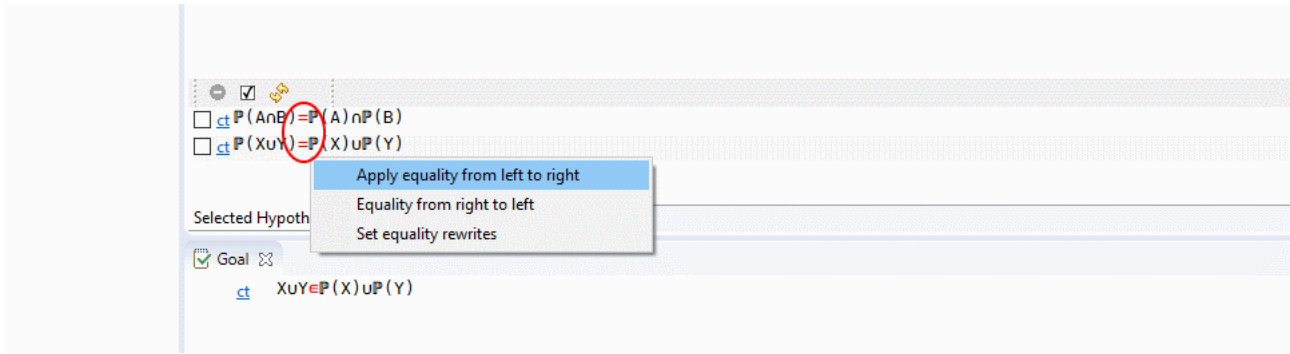 ct ℙ(A∩B)=ℙ(A)∩ℙ(B)
ct ℙ(X∪Y)=ℙ(X)∪ℙ(Y)
Apply equality from left to right
Equality from right to left
Set equality rewrites
Selected Hypoth
Goal
ct X∪Y∈ℙ(X)∪ℙ(Y)